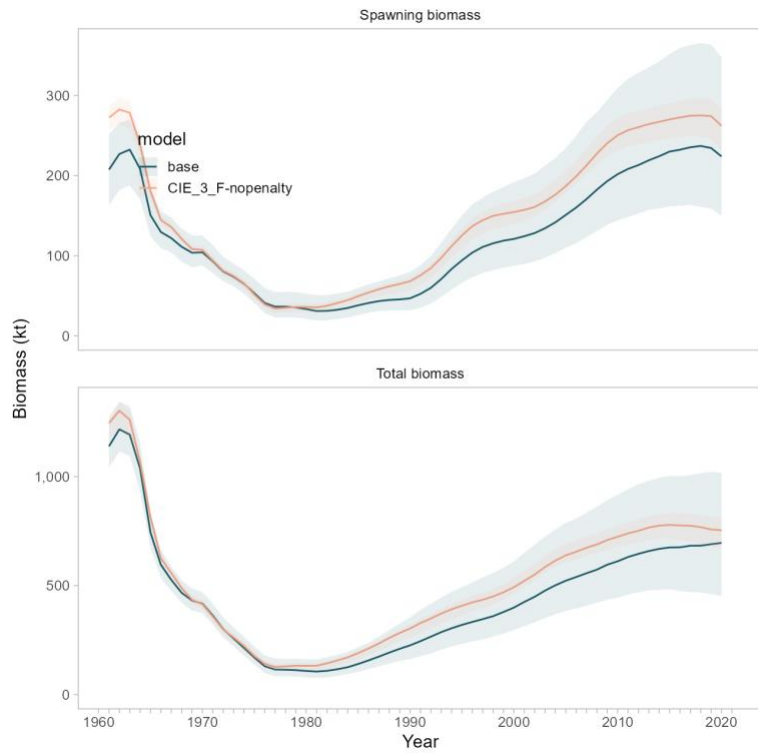 Spawning biomass
300
200
100
0
model
base
CIE_3_F-nopenalty
Biomass (kt)
Total biomass
1,000
500
0
1960 1970 1980 1990 2000 2010 2020
Year